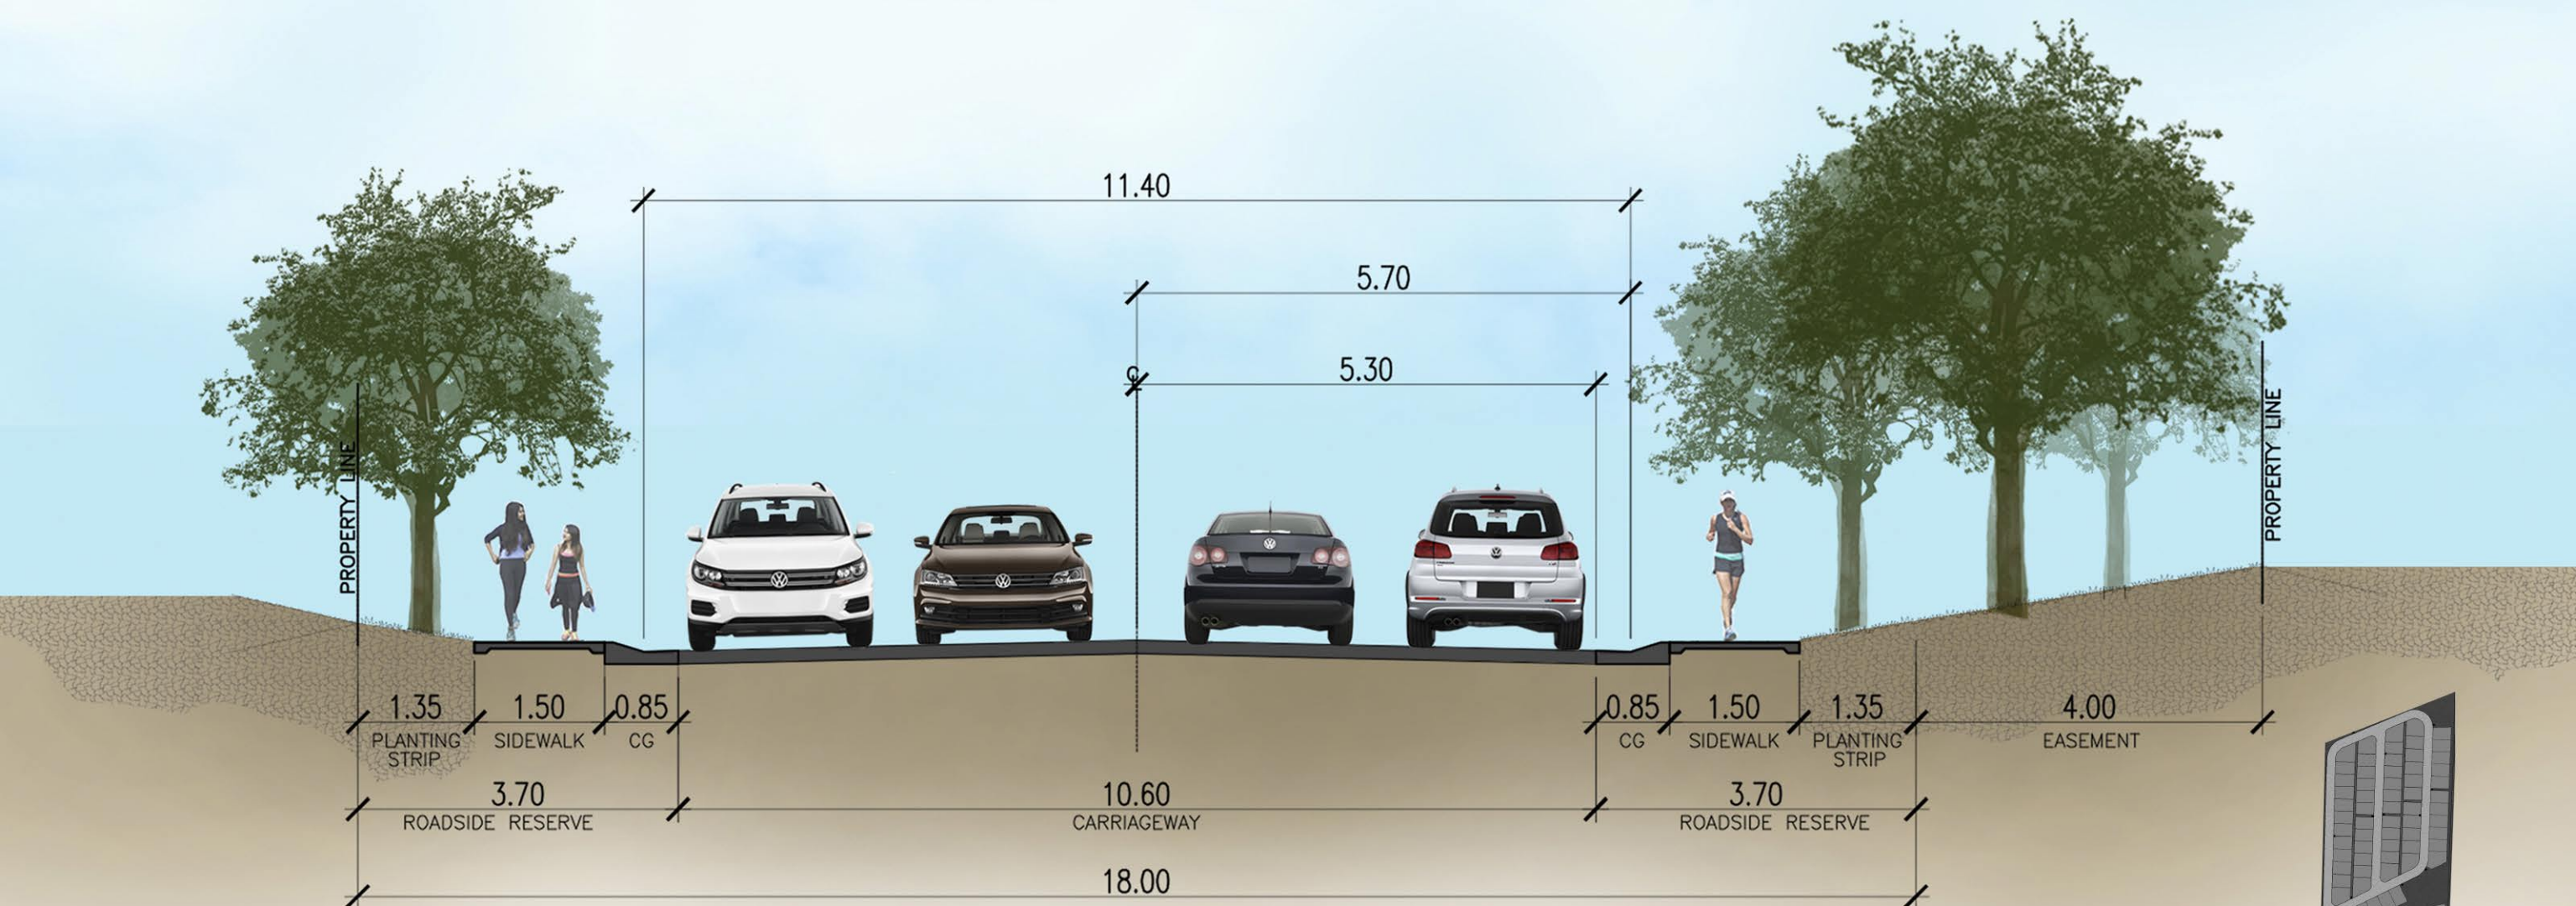 11.40
5.70
5.30
PROPERTY LINE
PROPERTY LINE
1.35
1.50
0.85
0.85
1.50
1.35
4.00
PLANTING
STRIP
SIDEWALK
CG
CG
SIDEWALK
PLANTING
STRIP
EASEMENT
3.70
10.60
3.70
ROADSIDE RESERVE
CARRIAGEWAY
ROADSIDE RESERVE
18.00